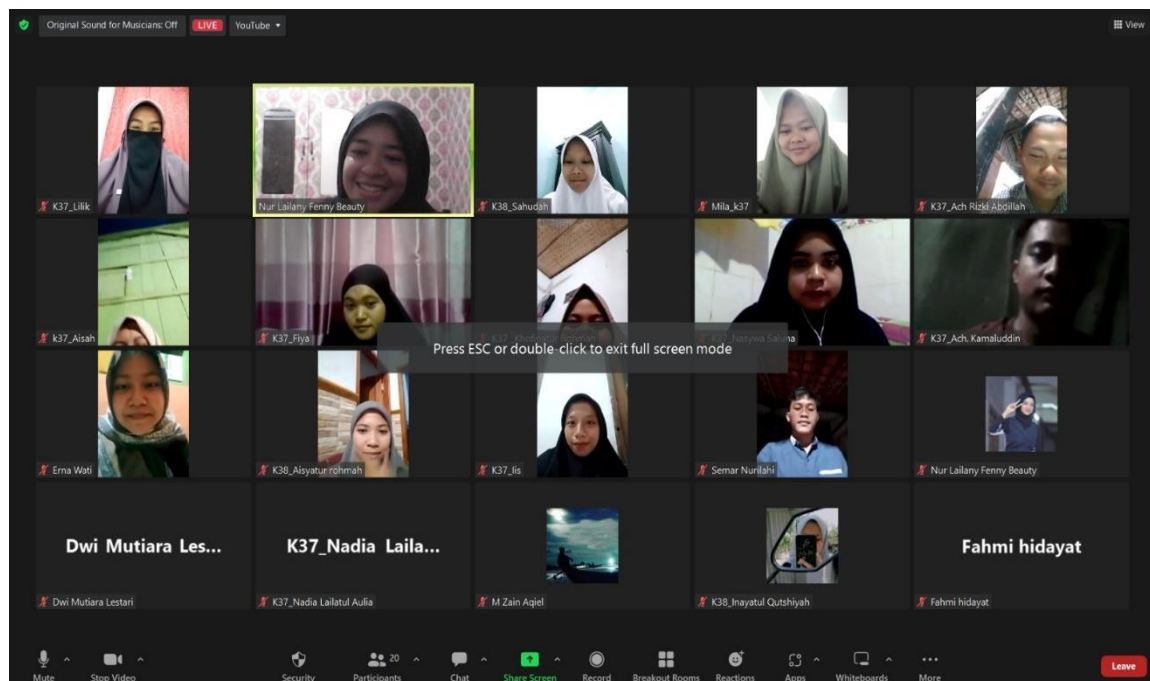 Original Sound for Musicians: Off LIVE YouTube View
K37_Lilik
Nur Lailany Fenny Beauty
K38_Sahudah
Mila_k37
K37_Ach Rizki Abdillah
k37_Aisah
K37_Fiya
K37_Ach. Kamaluddin
Press ESC or double-click to exit full screen mode
Erna Wati
K38_Aisyatur rohmah
K37_Iis
Semar Nurilahi
Nur Lailany Fenny Beauty
Dwi Mutiara Les...
K37_Nadia Laila...
Fahmi hidayat
Dwi Mutiara Lestari
K37_Nadia Lailatul Aulia
M Zain Aqiel
K38_Inayatul Qutshiyah
Fahmi hidayat
Mute Stop Video Security Participants 20 Chat Share Screen Record Breakout Rooms Reactions Apps Whiteboards More Leave